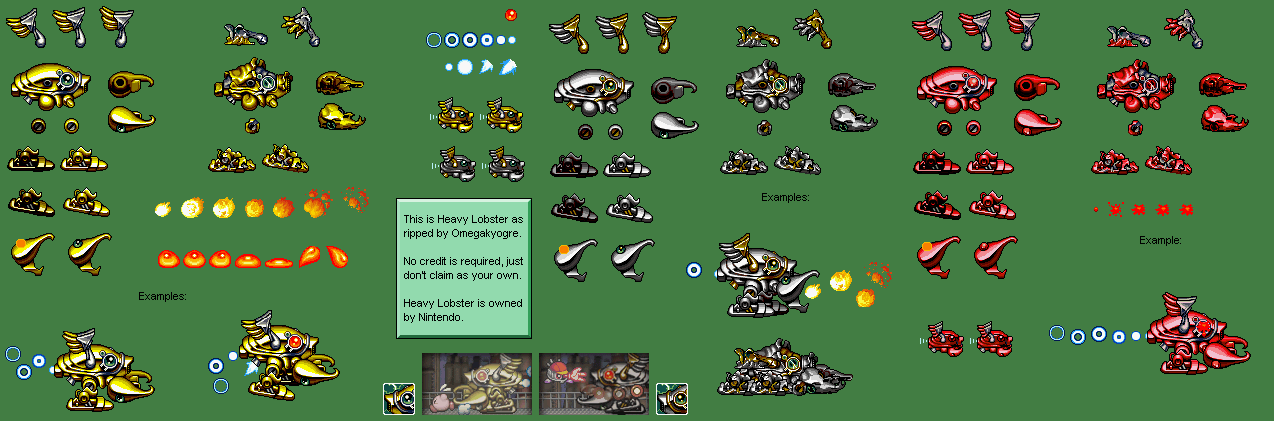 Examples:
Example:
Examples:
This is Heavy Lobster as
ripped by Omegakyogre.
No credit is required, just
don't claim as your own.
Heavy Lobster is owned
by Nintendo.